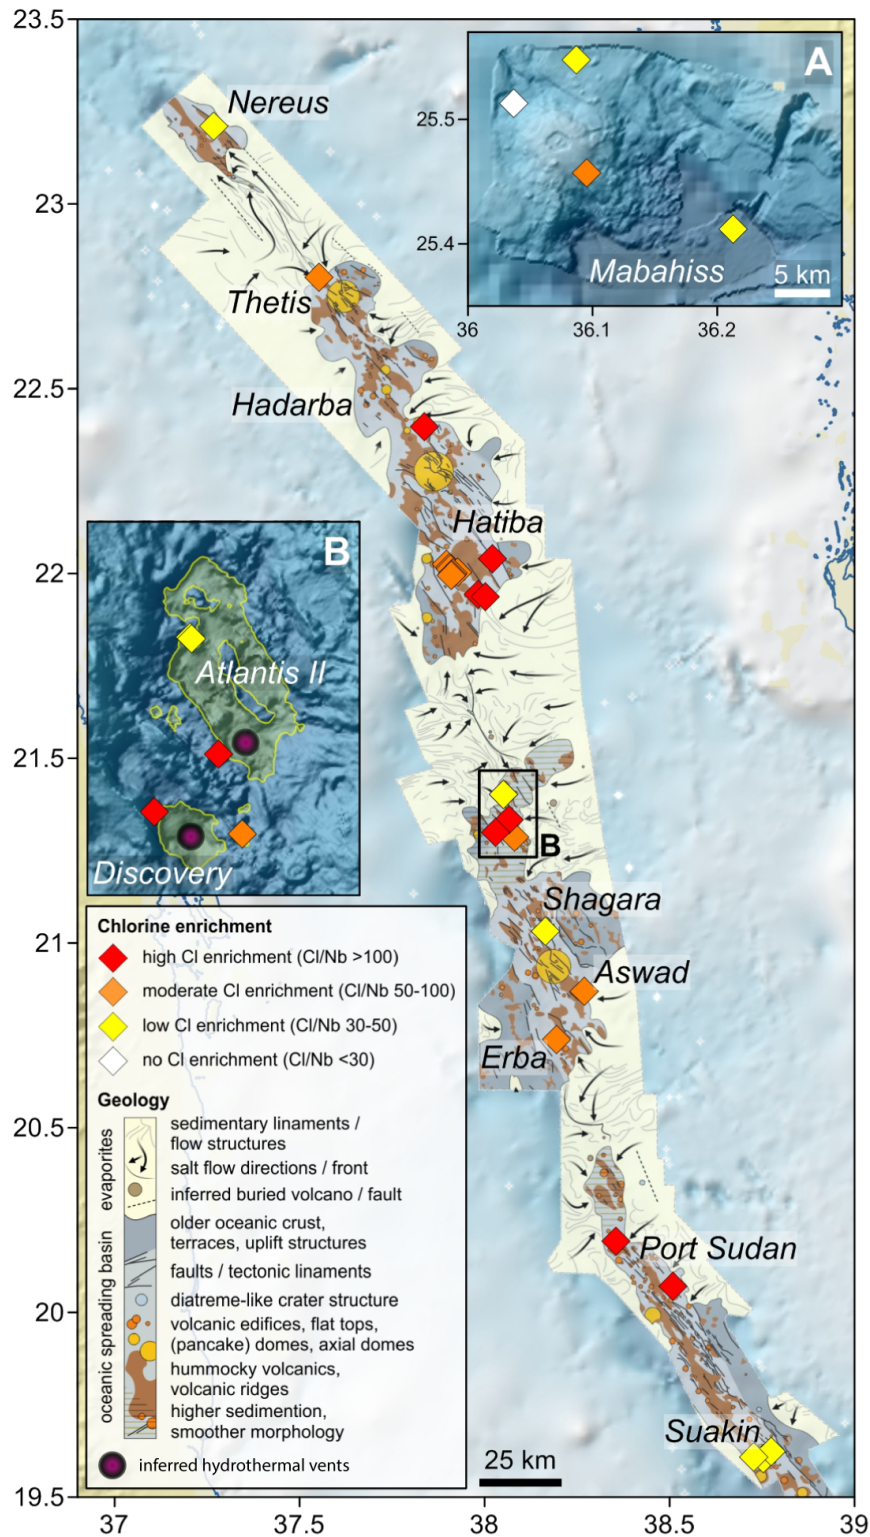 23.5
23
22.5
22
21.5
21
20.5
20
19.5
37
37.5
38
38.5
39
Nereus
Thetis
Hadarba
Hatiba
B
Shagara
Aswad
Erba
Port Sudan
Suakin
25 km
A
25.5
25.4
36
36.1
36.2
Mabahiss
5 km
B
Atlantis II
Discovery
Chlorine enrichment
high Cl enrichment (Cl/Nb >100)
moderate Cl enrichment (Cl/Nb 50-100)
low Cl enrichment (Cl/Nb 30-50)
no Cl enrichment (Cl/Nb <30)
Geology
evaporites
sedimentary linaments /
flow structures
salt flow directions / front
inferred buried volcano / fault
oceanic spreading basin
older oceanic crust,
terraces, uplift structures
faults / tectonic linaments
diatreme-like crater structure
volcanic edifices, flat tops,
(pancake) domes, axial domes
hummocky volcanics,
volcanic ridges
higher sedimention,
smoother morphology
inferred hydrothermal vents